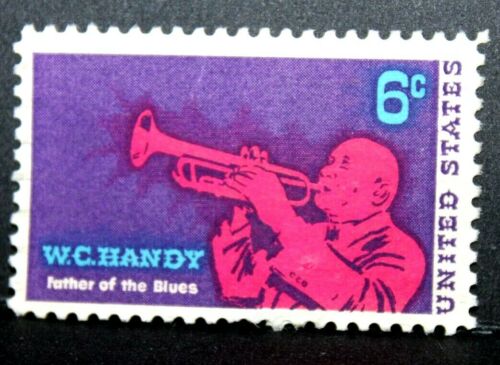 6c
UNITED STATES
W.C.HANDY
Father of the Blues